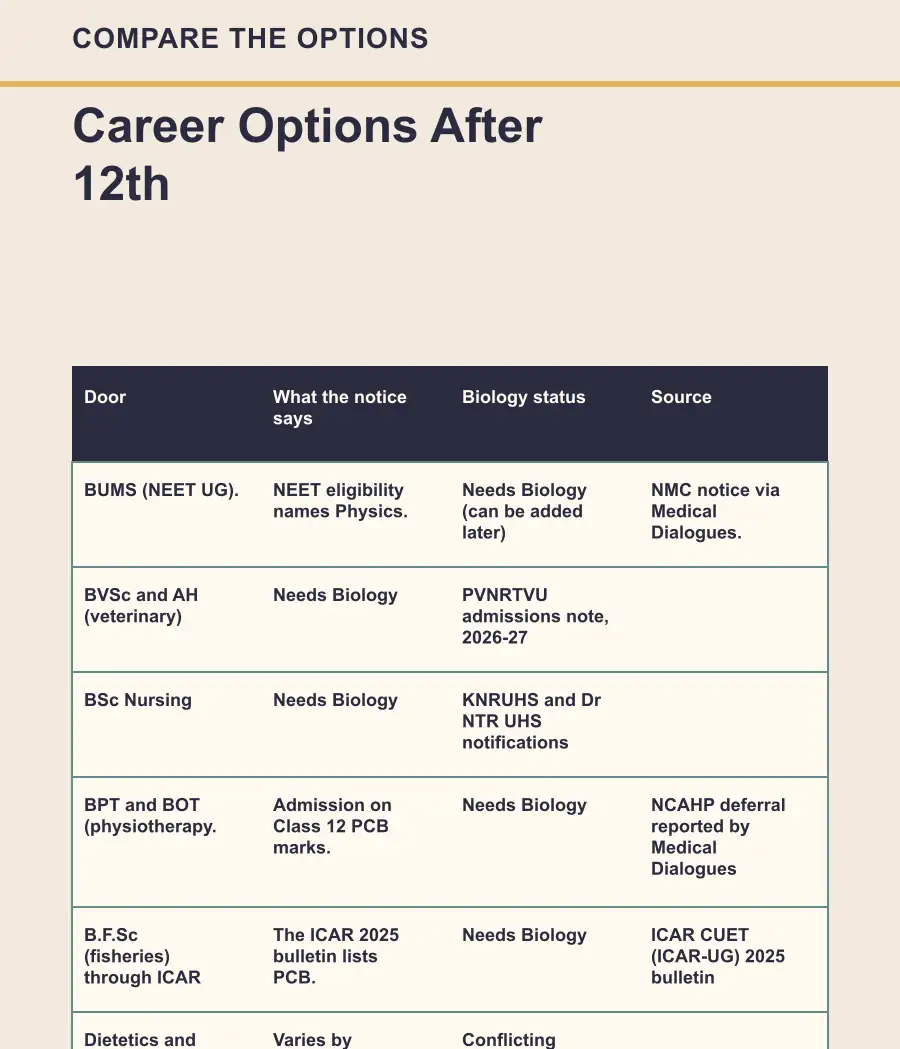 COMPARE THE OPTIONS
Career Options After
12th
Door
What the notice
says
Biology status
Source
BUMS (NEET UG).
NEET eligibility
names Physics.
Needs Biology
(can be added
later)
NMC notice via
Medical
Dialogues.
BVSc and AH
(veterinary)
Needs Biology
PVNRTVU
admissions note,
2026-27
BSc Nursing
Needs Biology
KNRUHS and Dr
NTR UHS
notifications
BPT and BOT
(physiotherapy.
Admission on
Class 12 PCB
marks.
Needs Biology
NCAHP deferral
reported by
Medical
Dialogues
B.F.Sc
(fisheries)
through ICAR
The ICAR 2025
bulletin lists
PCB.
Needs Biology
ICAR CUET
(ICAR-UG) 2025
bulletin
Dietetics and
Varies by
Conflicting